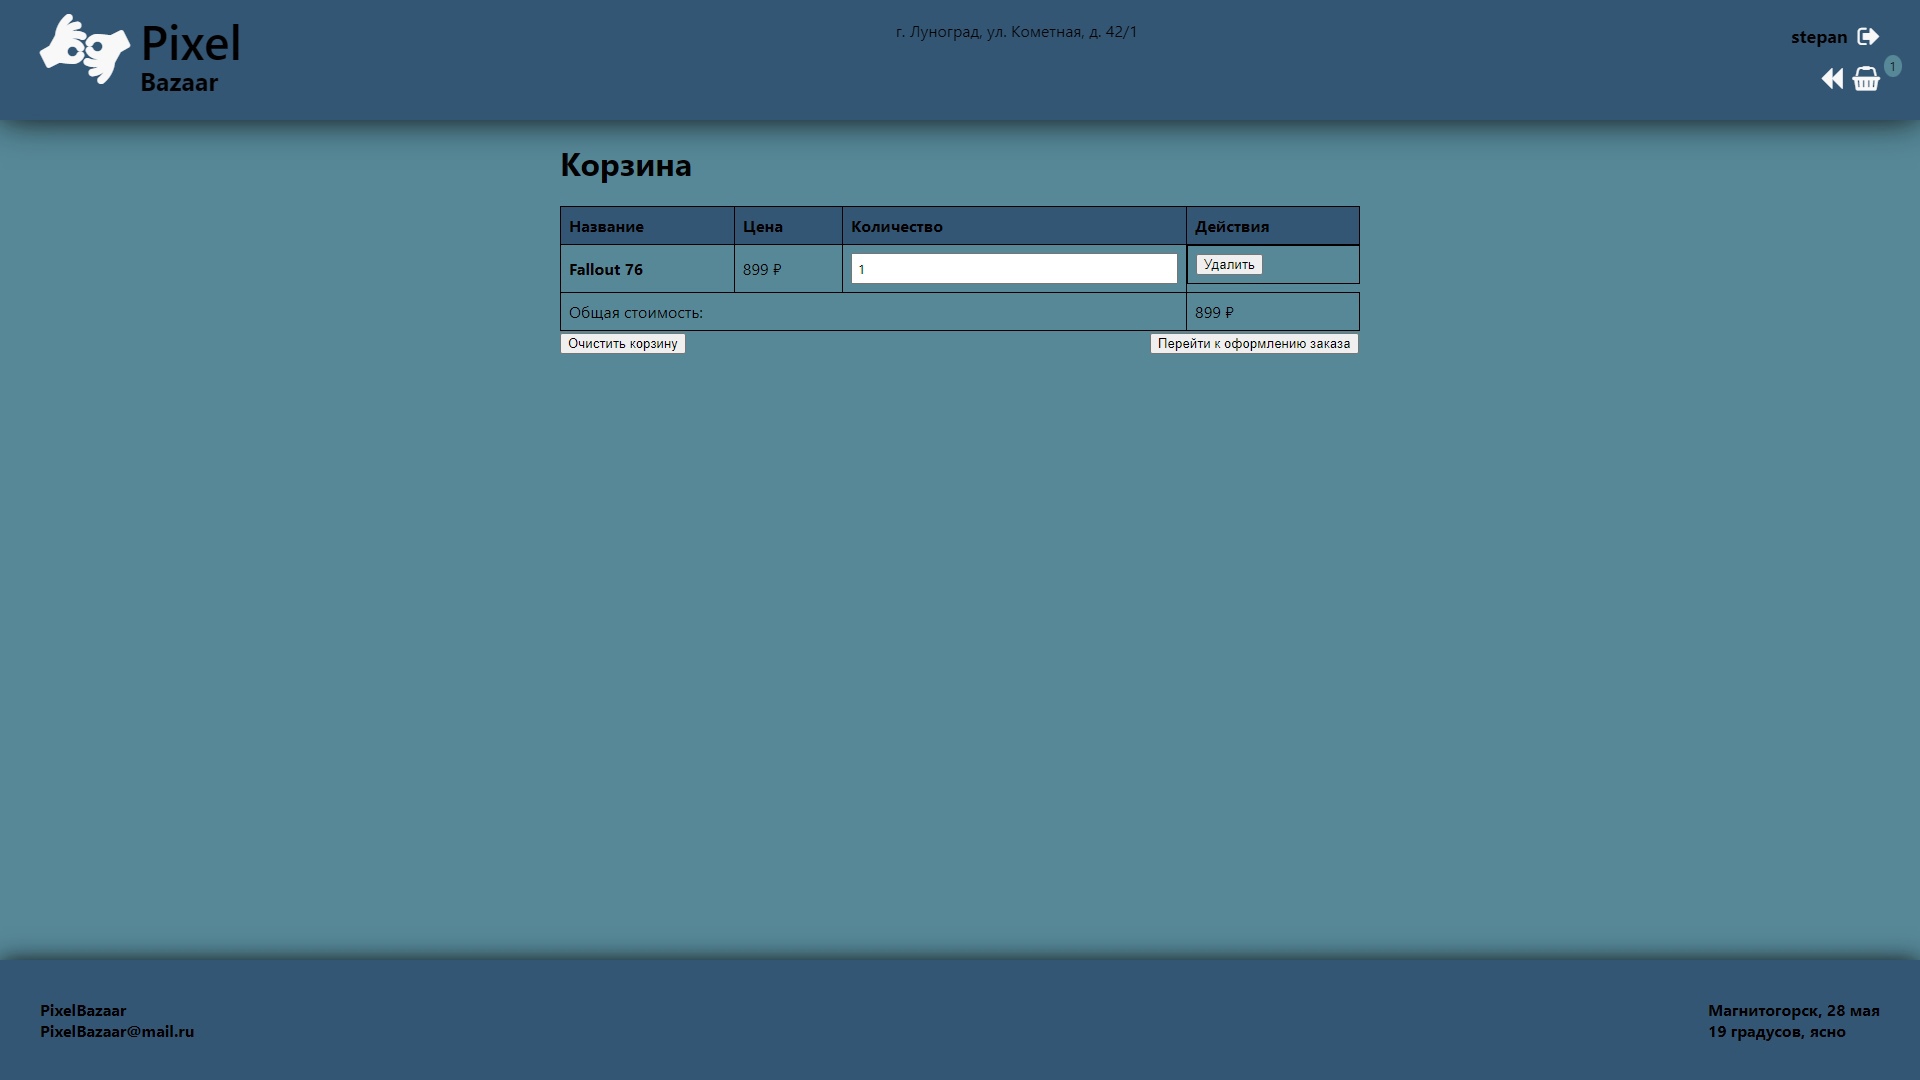 Pixel
Bazaar
г. Луноград, ул. Кометная, д. 42/1
stepan
1
Корзина
Название Цена Количество Действия
Fallout 76 899 ₽ 1 Удалить
Общая стоимость: 899 ₽
Очистить корзину Перейти к оформлению заказа
PixelBazaar
PixelBazaar@mail.ru
Магнитогорск, 28 мая
19 градусов, ясно